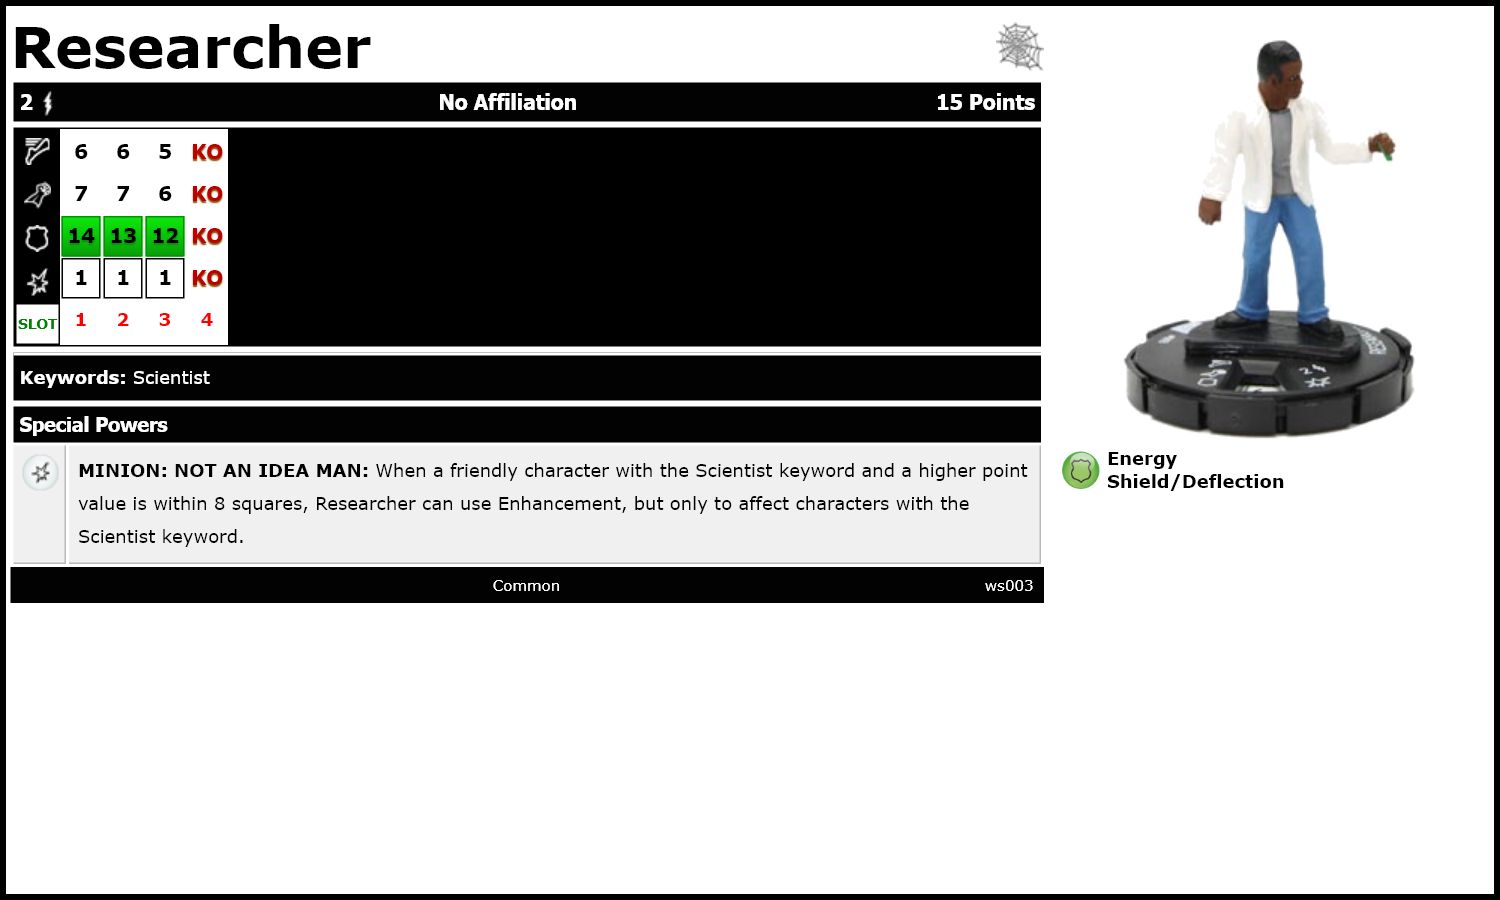 Researcher
2 No Affiliation 15 Points
6 6 5 KO
7 7 6 KO
14 13 12 KO
1 1 1 KO
SLOT 1 2 3 4
Keywords: Scientist
Special Powers
MINION: NOT AN IDEA MAN: When a friendly character with the Scientist keyword and a higher point
value is within 8 squares, Researcher can use Enhancement, but only to affect characters with the
Scientist keyword.
Common ws003
2
Energy
Shield/Deflection